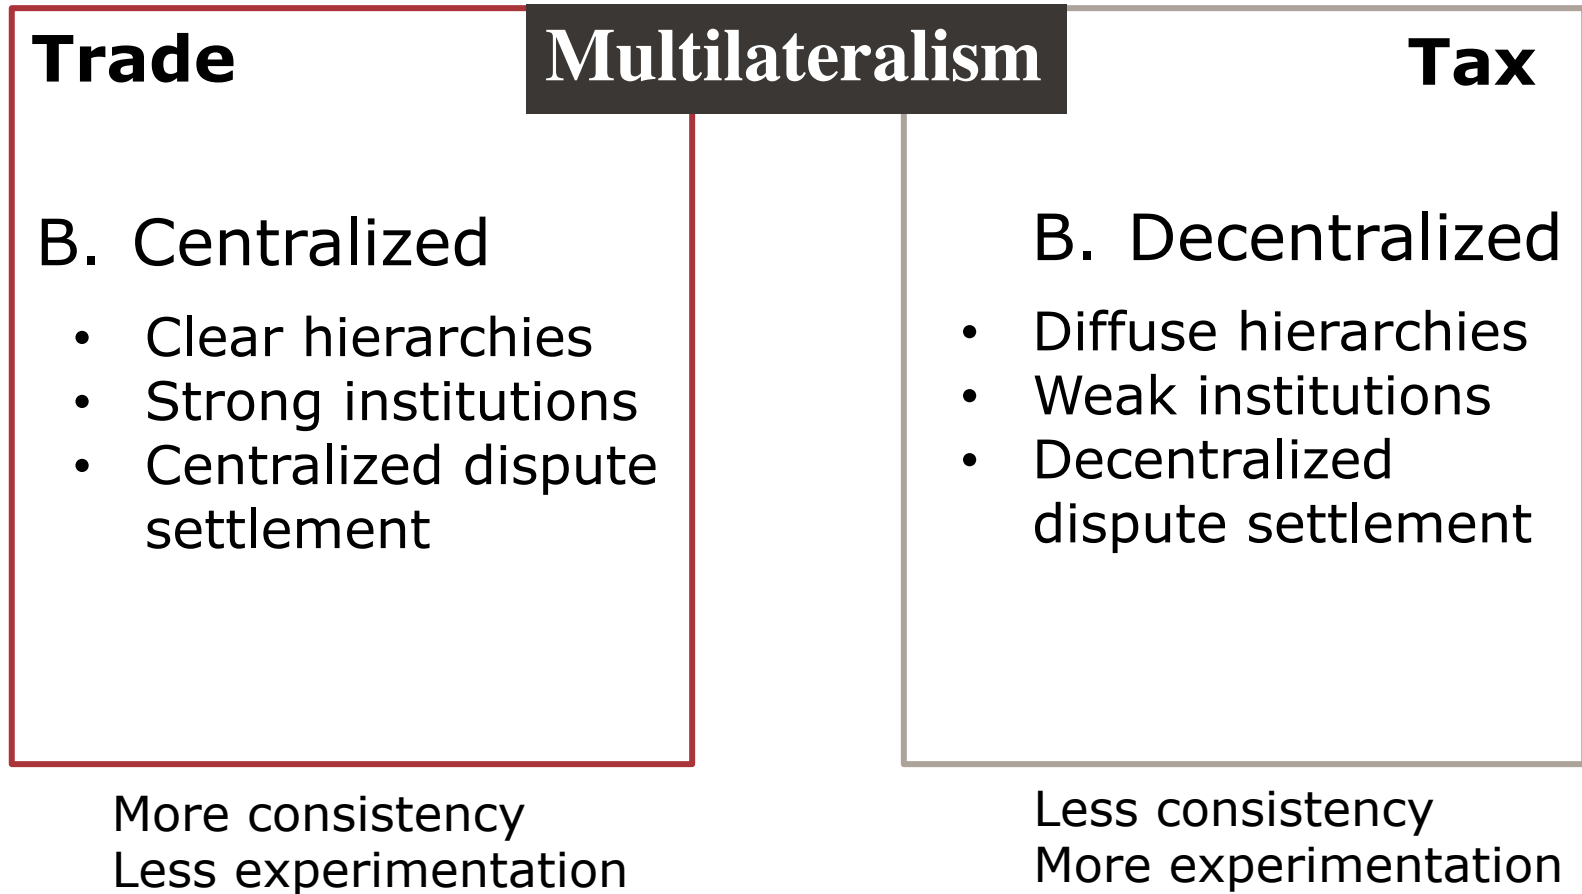 Trade
Multilateralism
Tax
B. Centralized
• Clear hierarchies
• Strong institutions
• Centralized dispute
settlement
B. Decentralized
• Diffuse hierarchies
• Weak institutions
• Decentralized
dispute settlement
More consistency
Less experimentation
Less consistency
More experimentation